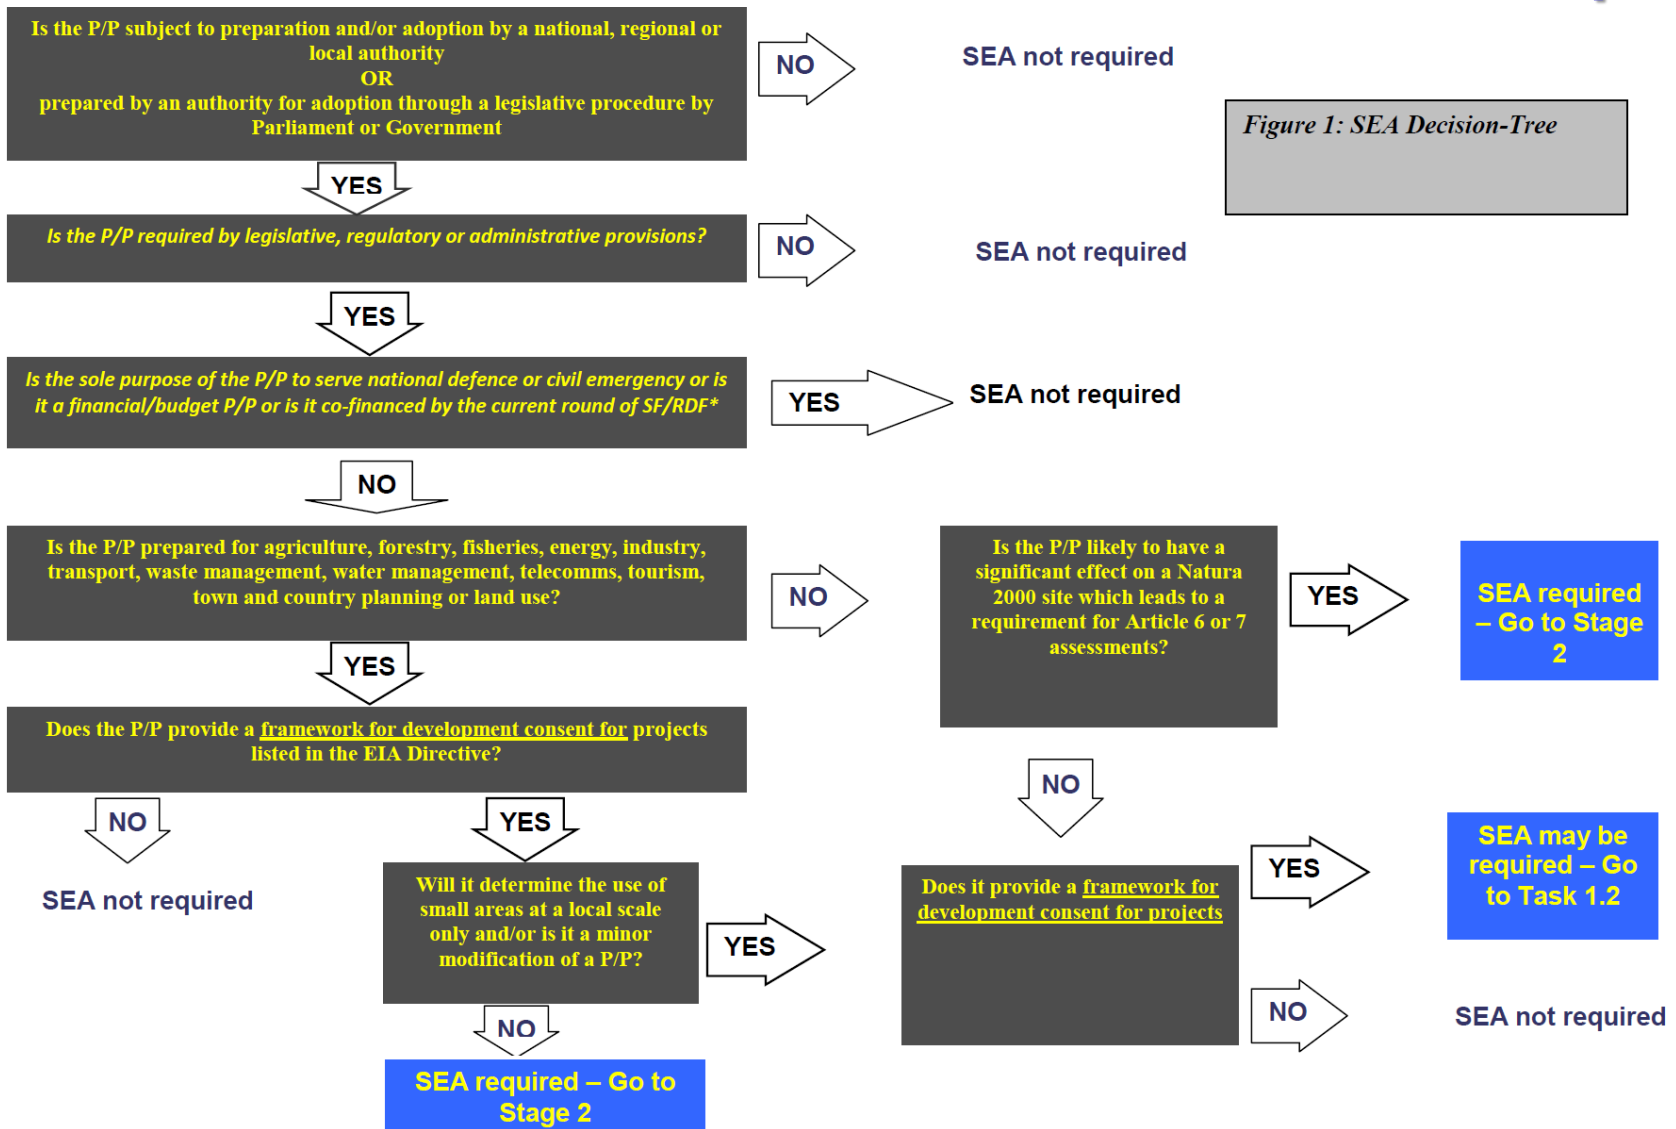 Is the P/P subject to preparation and/or adoption by a national, regional or
local authority
OR
prepared by an authority for adoption through a legislative procedure by
Parliament or Government
NO
SEA not required
Figure 1: SEA Decision-Tree
YES
Is the P/P required by legislative, regulatory or administrative provisions?
NO
SEA not required
YES
Is the sole purpose of the P/P to serve national defence or civil emergency or is
it a financial/budget P/P or is it co-financed by the current round of SF/RDF*
YES
SEA not required
NO
Is the P/P prepared for agriculture, forestry, fisheries, energy, industry,
transport, waste management, water management, telecomms, tourism,
town and country planning or land use?
NO
Is the P/P likely to have a
significant effect on a Natura
2000 site which leads to a
requirement for Article 6 or 7
assessments?
YES
SEA required
– Go to Stage
2
YES
Does the P/P provide a framework for development consent for projects
listed in the EIA Directive?
NO
NO
SEA not required
YES
Will it determine the use of
small areas at a local scale
only and/or is it a minor
modification of a P/P?
YES
Does it provide a framework for
development consent for projects
YES
SEA may be
required – Go
to Task 1.2
NO
SEA not required
NO
SEA required – Go to
Stage 2